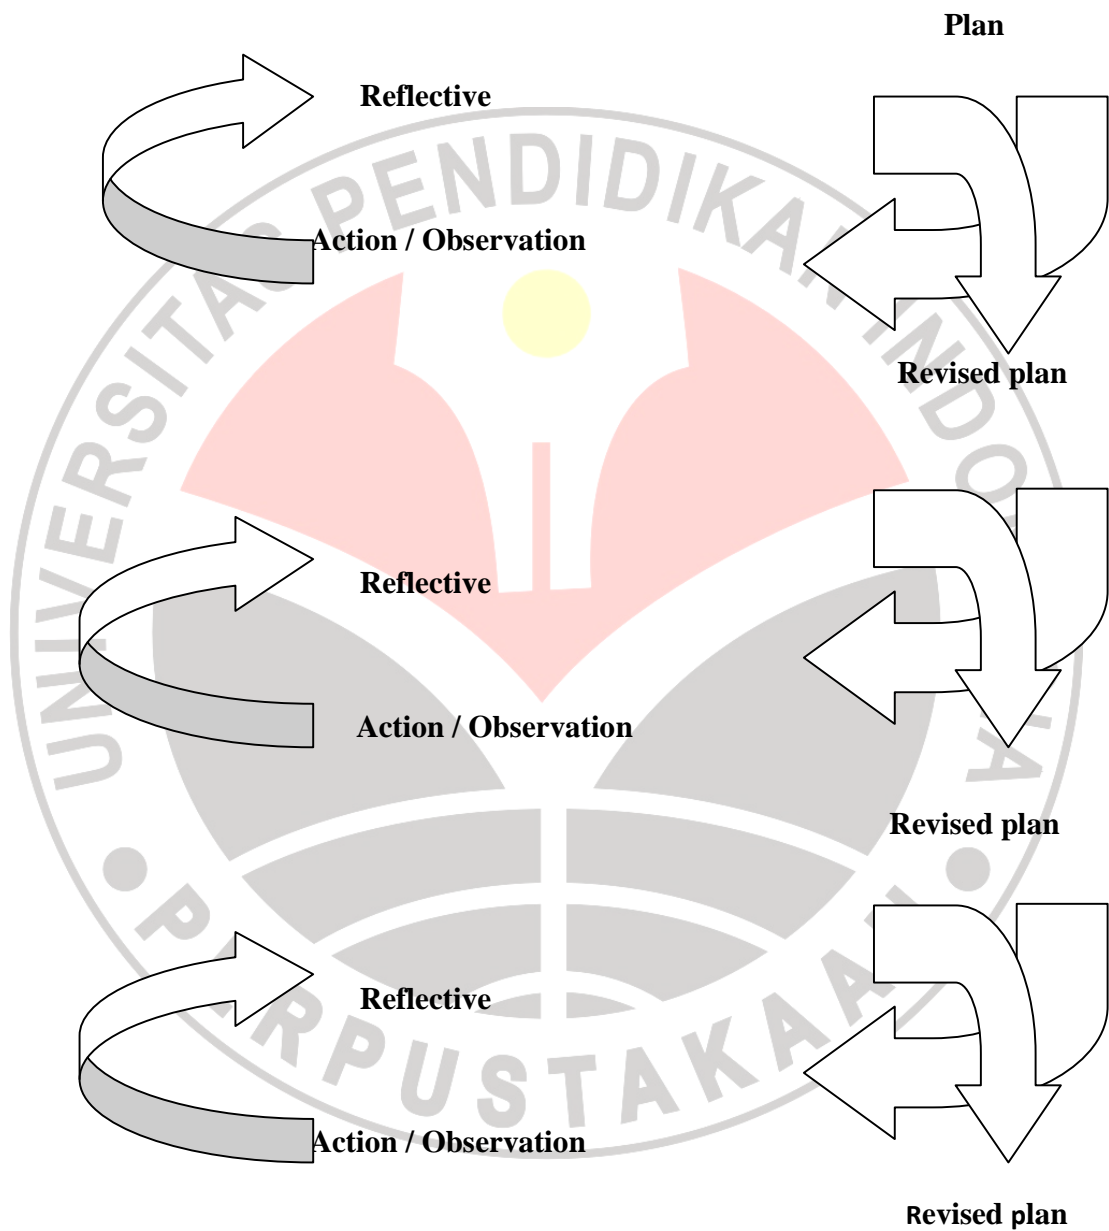 Plan
Reflective
Action / Observation
Revised plan
Reflective
Action / Observation
Revised plan
Reflective
Action / Observation
Revised plan
UNIVERSITAS PENDIDIKAN INDONESIA
PERPUSTAKAAN